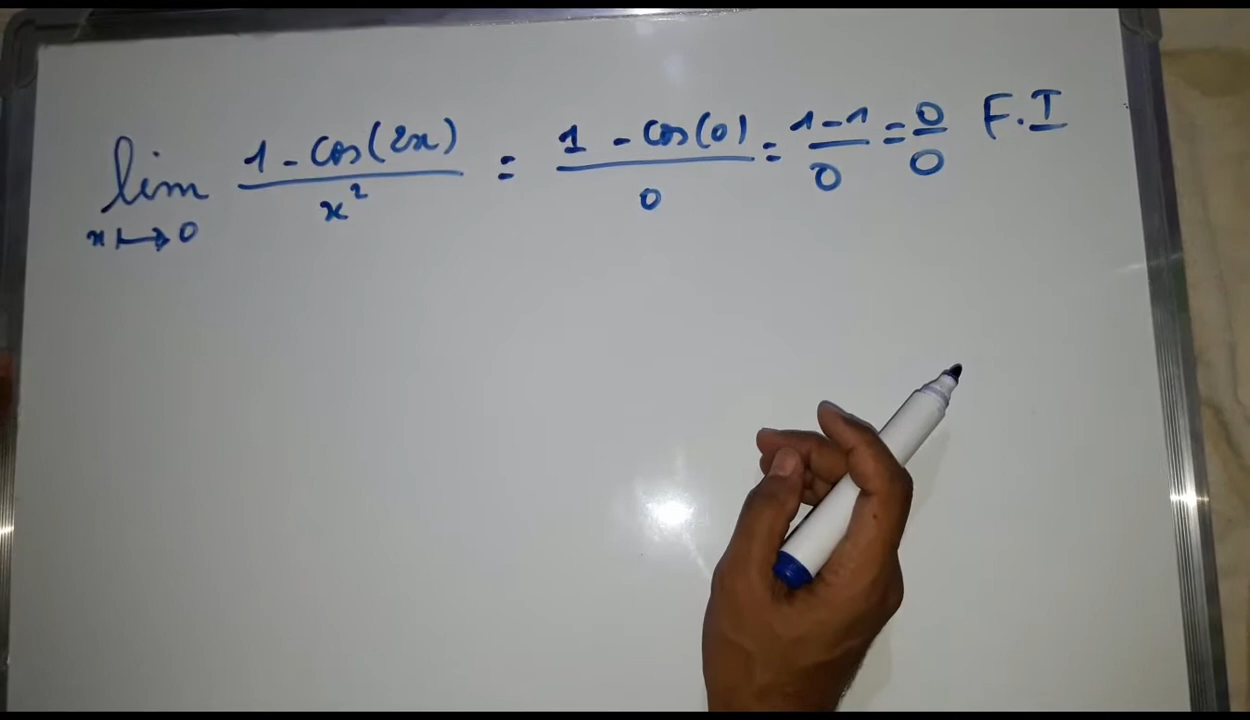 lim x↦0 (1 - cos(2x))/x² = (1 - cos(0))/0 = (1-1)/0 = 0/0 F.I